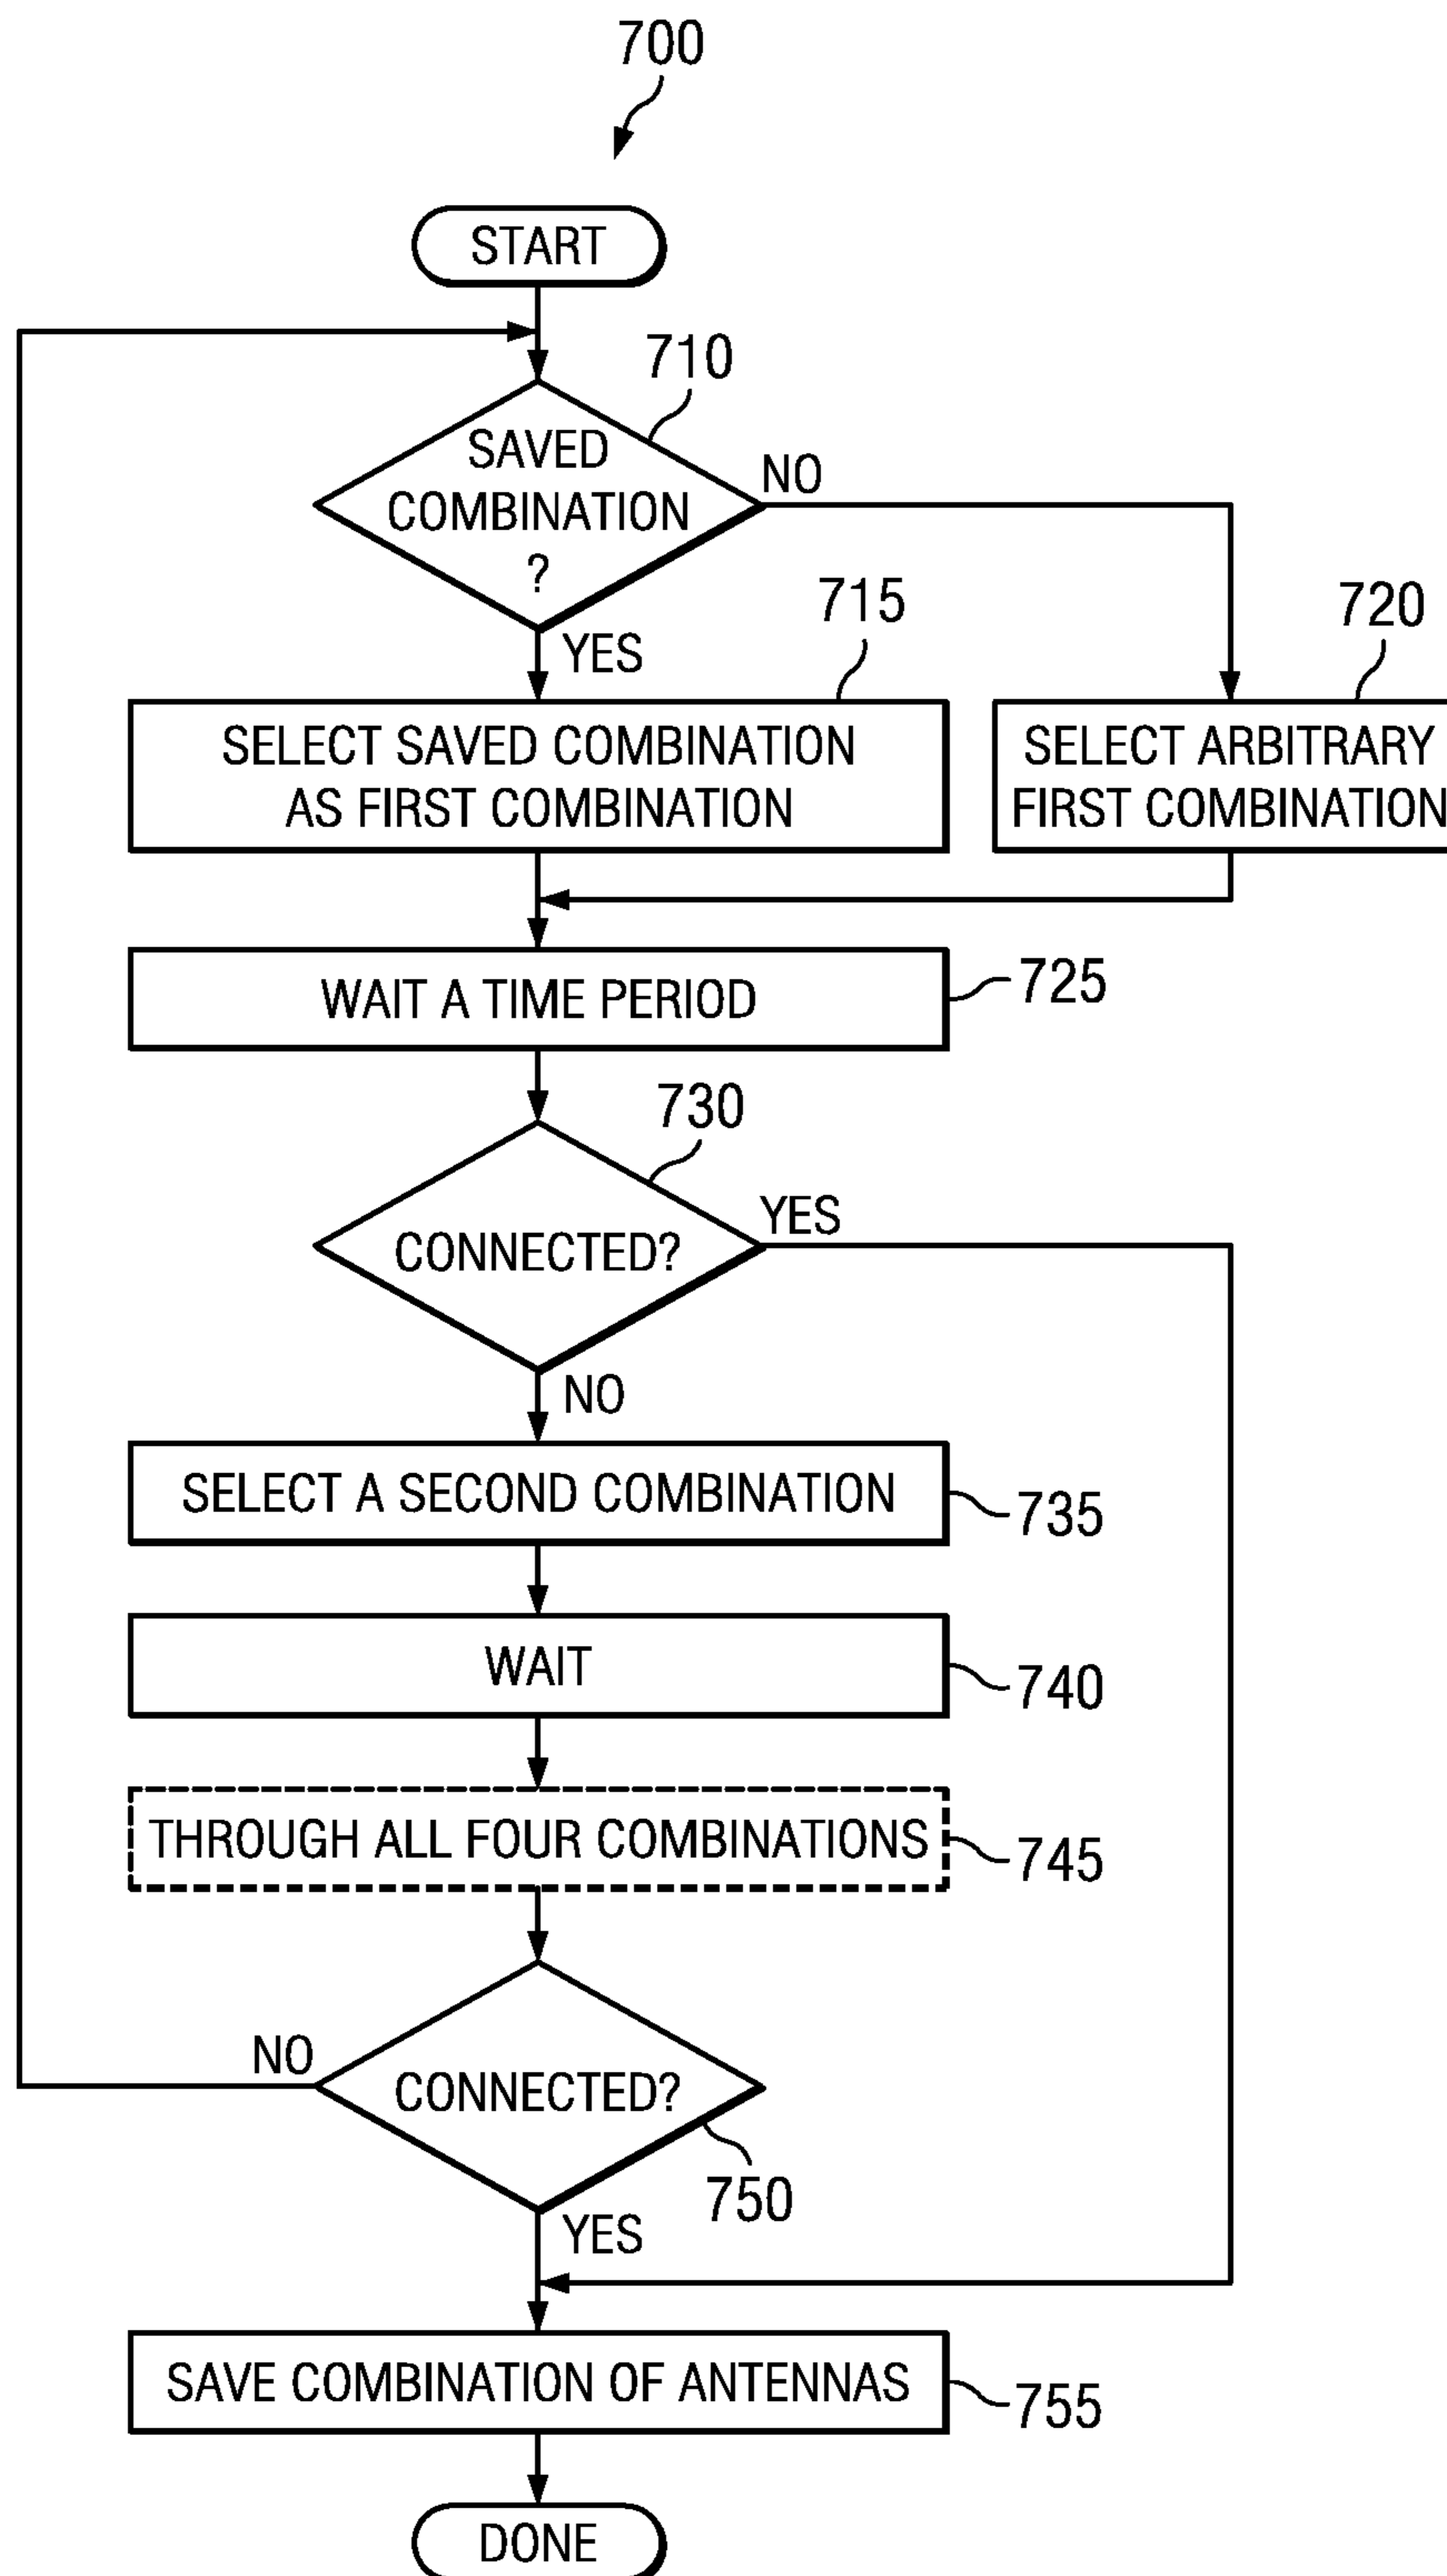 700
START
710
SAVED
COMBINATION
?
NO
YES
715
720
SELECT SAVED COMBINATION
AS FIRST COMBINATION
SELECT ARBITRARY
FIRST COMBINATION
WAIT A TIME PERIOD
725
730
CONNECTED?
YES
NO
SELECT A SECOND COMBINATION
735
WAIT
740
THROUGH ALL FOUR COMBINATIONS
745
NO
CONNECTED?
750
YES
SAVE COMBINATION OF ANTENNAS
755
DONE